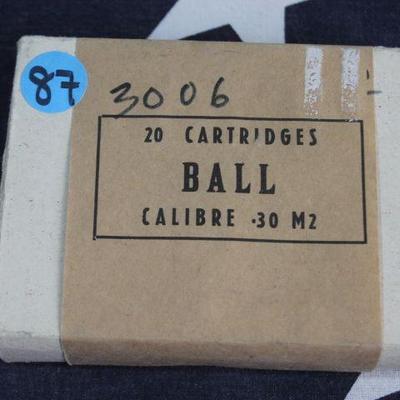 87
3006
20 CARTRIDGES
BALL
CALIBRE .30 M2